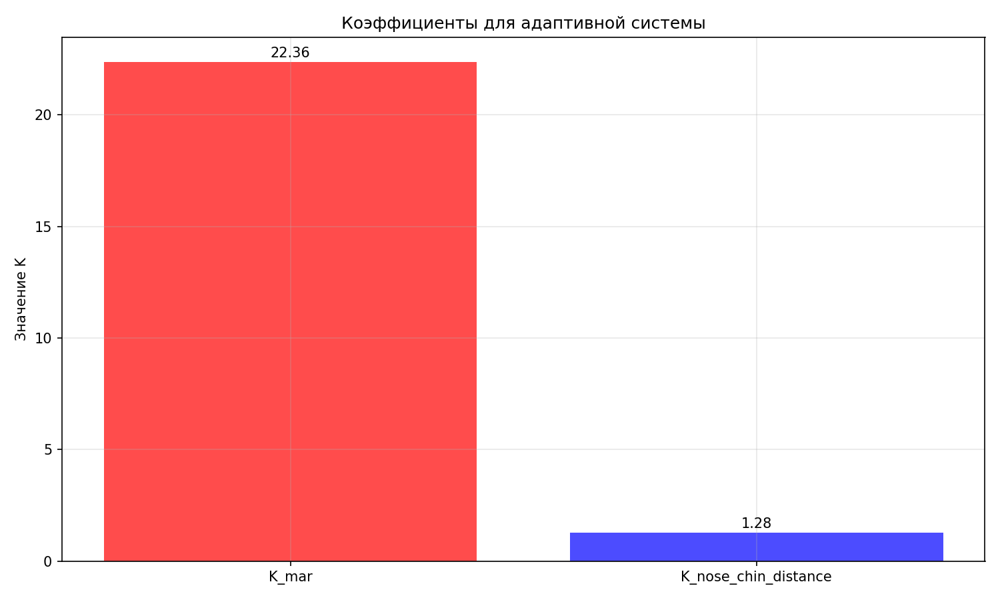 Коэффициенты для адаптивной системы
22.36
20
15
Значение K
10
5
1.28
0
K_mar
K_nose_chin_distance